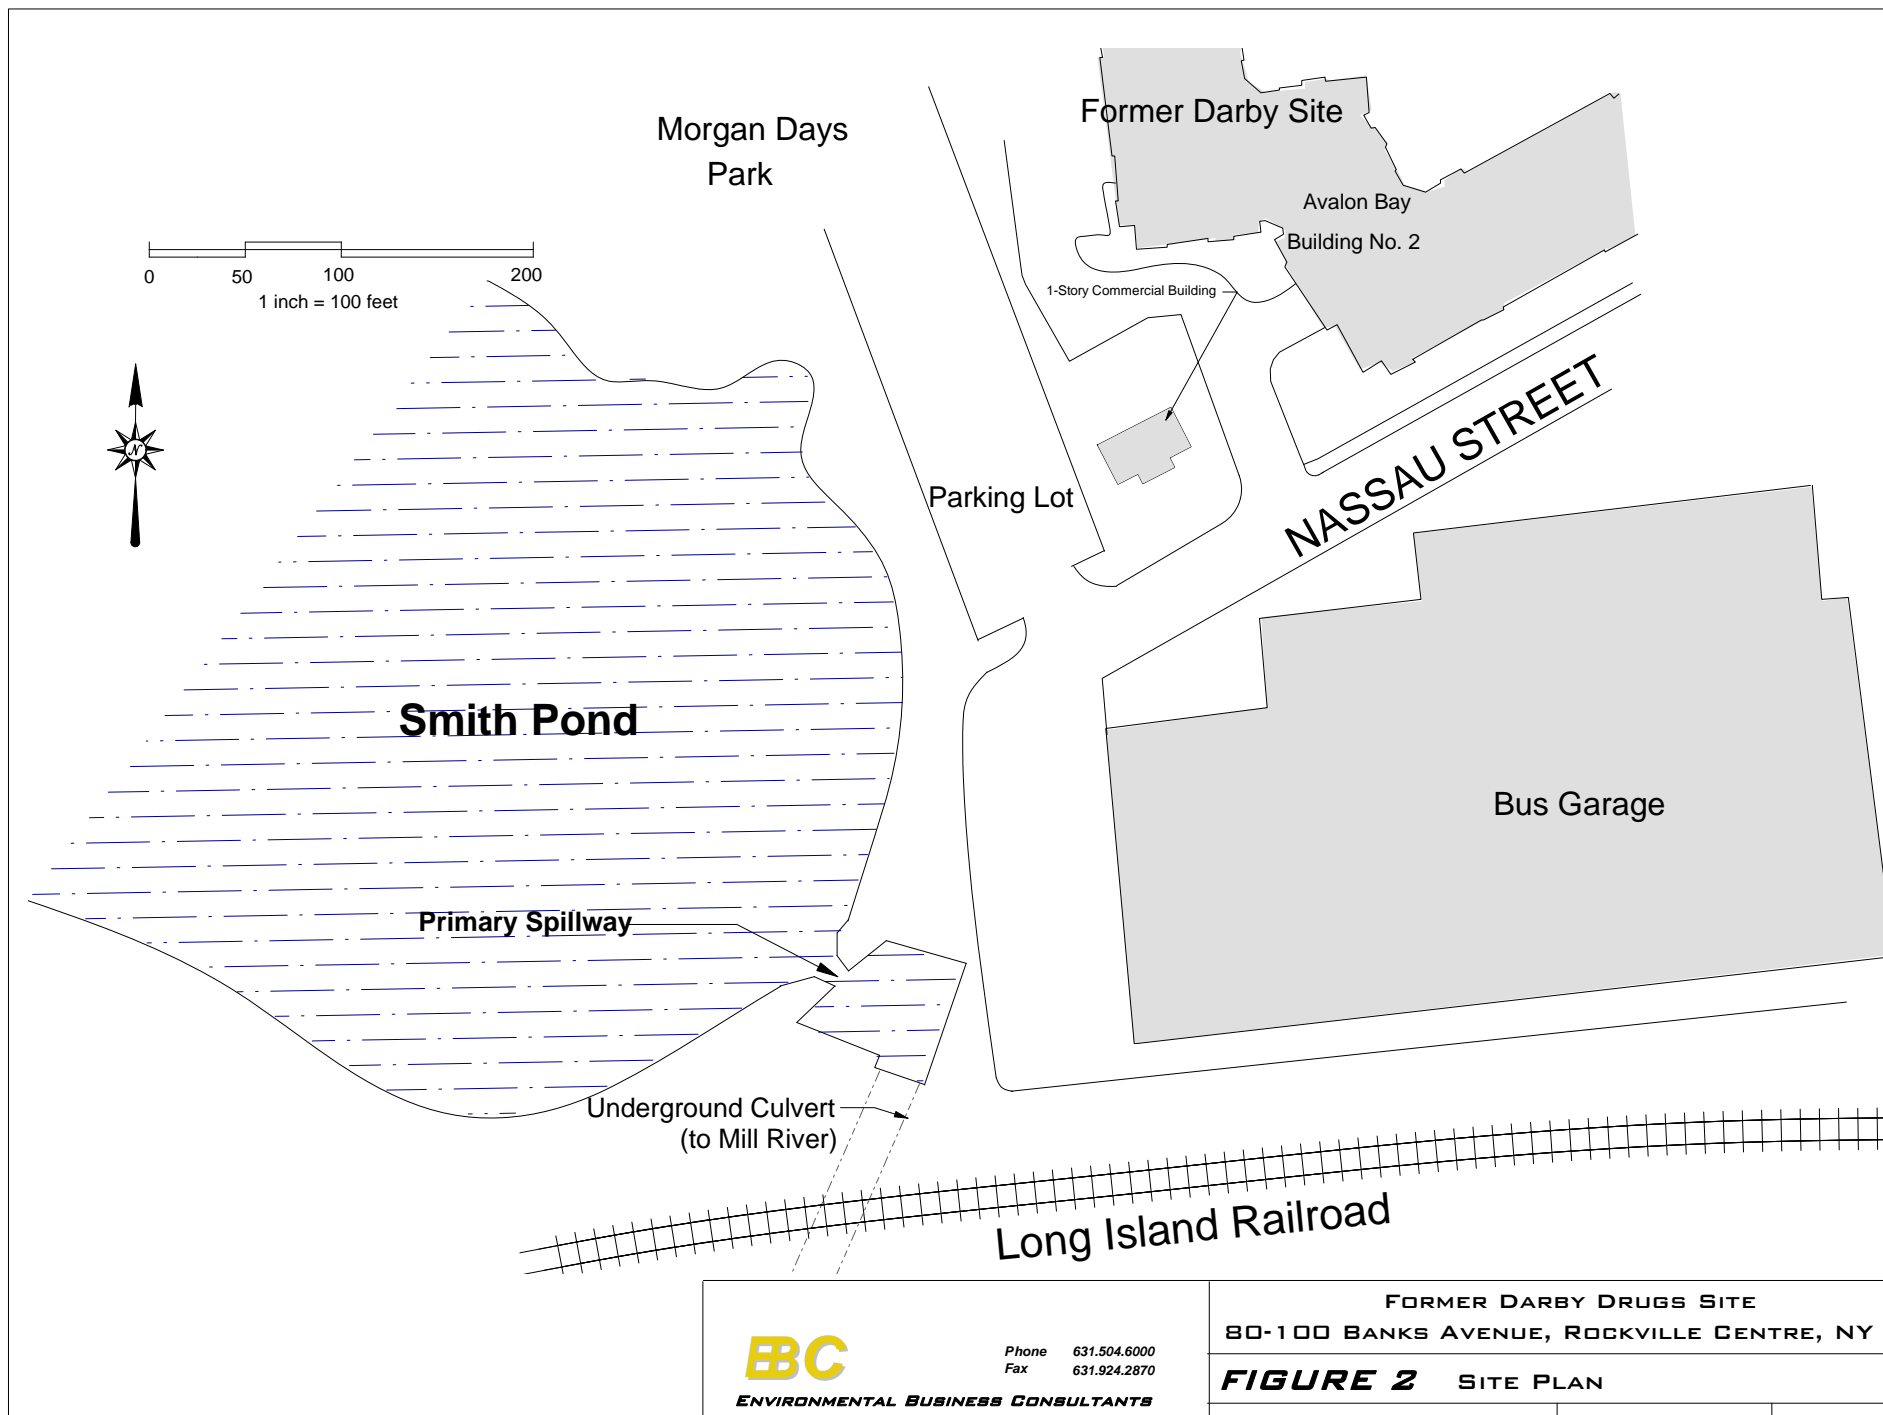 Morgan Days
Park
Former Darby Site
Avalon Bay
Building No. 2
0 50 100 200
1 inch = 100 feet
1-Story Commercial Building
N
NASSAU STREET
Parking Lot
Smith Pond
Bus Garage
Primary Spillway
Underground Culvert
(to Mill River)
Long Island Railroad
EBC
Phone 631.504.6000
Fax 631.924.2870
ENVIRONMENTAL BUSINESS CONSULTANTS
FORMER DARBY DRUGS SITE
80-100 BANKS AVENUE, ROCKVILLE CENTRE, NY
FIGURE 2 SITE PLAN